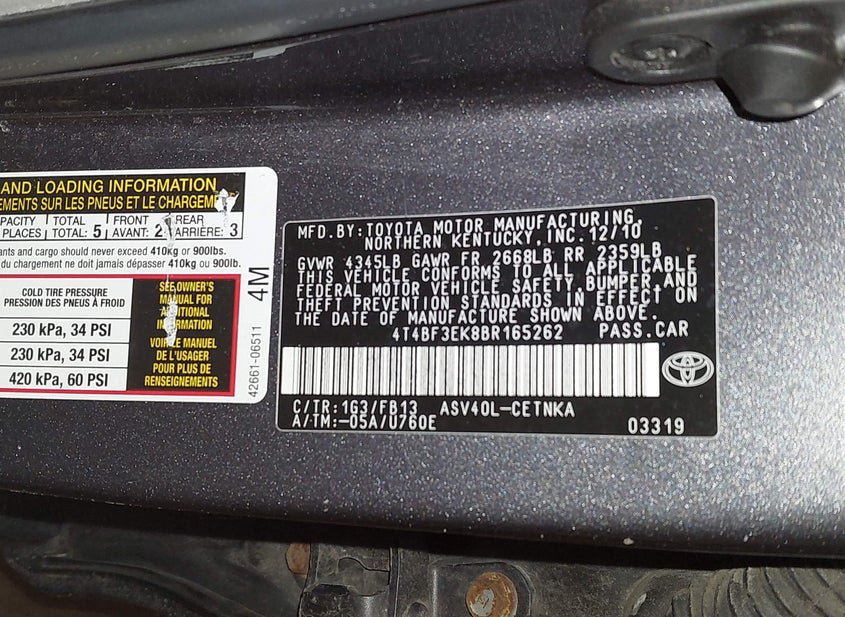 AND LOADING INFORMATION
EMENTS SUR LES PNEUS ET LE CHARGEME
PACITY TOTAL FRONT REAR
PLACES TOTAL: 5 AVANT: 2 ARRIÈRE: 3
ants and cargo should never exceed 410kg or 900lbs.
du chargement ne doit jamais dépasser 410kg ou 900lb.
COLD TIRE PRESSURE
PRESSION DES PNEUS À FROID
230 kPa, 34 PSI
230 kPa, 34 PSI
420 kPa, 60 PSI
SEE OWNER'S
MANUAL FOR
ADDITIONAL
INFORMATION
VOIR LE MANUEL
DE L'USAGER
POUR PLUS DE
RENSEIGNEMENTS
42661-06511 4M
MFD.BY:TOYOTA MOTOR MANUFACTURING,
NORTHERN KENTUCKY,INC.12/10
GVWR 4345LB GAWR FR 2668LB RR 2359LB
THIS VEHICLE CONFORMS TO ALL APPLICABLE
FEDERAL MOTOR VEHICLE SAFETY,BUMPER,AND
THEFT PREVENTION STANDARDS IN EFFECT ON
THE DATE OF MANUFACTURE SHOWN ABOVE.
4T4BF3EK8BR165262 PASS.CAR
C/TR:1G3/FB13 ASV40L-CETNKA
A/TM:-05A/U760E 03319